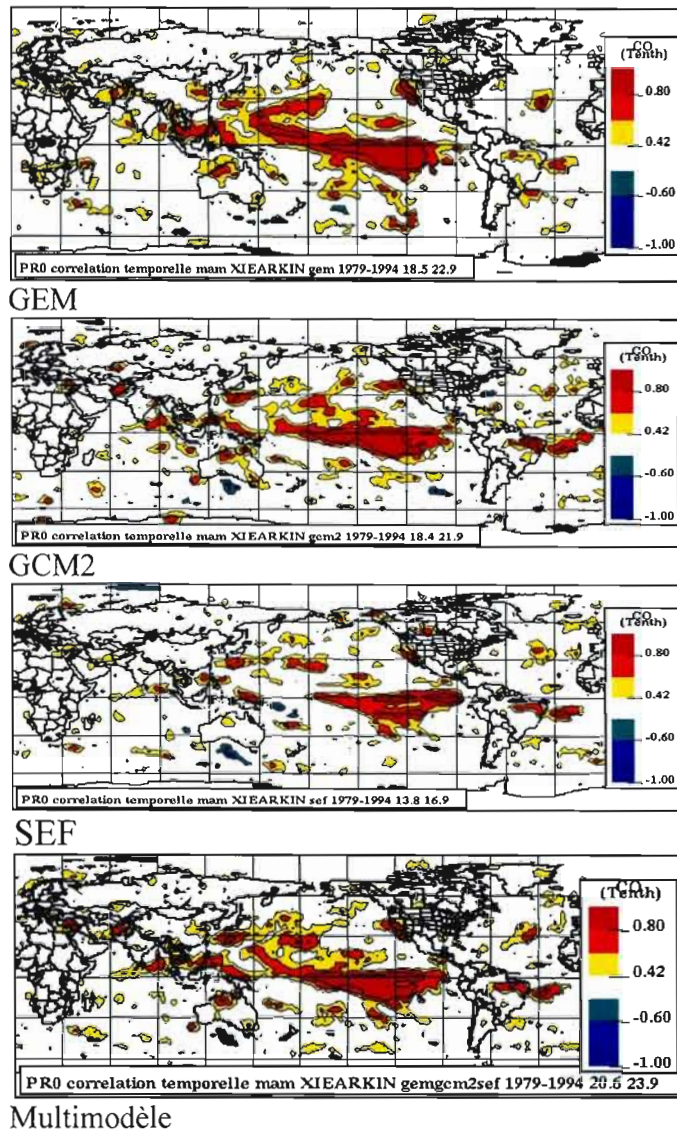 CO
(Tenth)
0.80
0.42
-0.60
-1.00
PR0 correlation temporelle mam XIEARKIN gem 1979-1994 18.5 22.9
GEM
CO
(Tenth)
0.80
0.42
-0.60
-1.00
PR0 correlation temporelle mam XIEARKIN gcm2 1979-1994 18.4 21.9
GCM2
CO
(Tenth)
0.80
0.42
-0.60
-1.00
PR0 correlation temporelle mam XIEARKIN sef 1979-1994 13.8 16.9
SEF
CO
(Tenth)
0.80
0.42
-0.60
-1.00
PR0 correlation temporelle mam XIEARKIN gemgcm2sef 1979-1994 20.6 23.9
Multimodèle